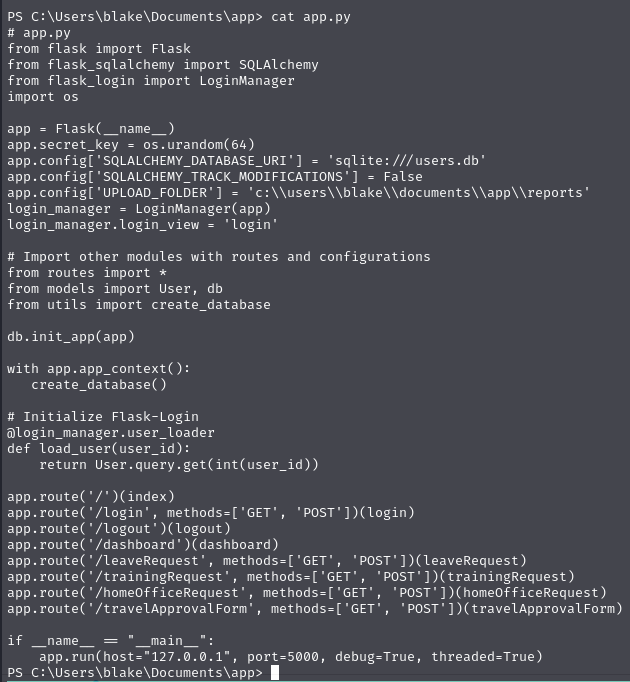 PS C:\Users\blake\Documents\app> cat app.py
# app.py
from flask import Flask
from flask_sqlalchemy import SQLAlchemy
from flask_login import LoginManager
import os

app = Flask(__name__)
app.secret_key = os.urandom(64)
app.config['SQLALCHEMY_DATABASE_URI'] = 'sqlite:///users.db'
app.config['SQLALCHEMY_TRACK_MODIFICATIONS'] = False
app.config['UPLOAD_FOLDER'] = 'c:\\users\\blake\\documents\\app\\reports'
login_manager = LoginManager(app)
login_manager.login_view = 'login'

# Import other modules with routes and configurations
from routes import *
from models import User, db
from utils import create_database

db.init_app(app)

with app.app_context():
   create_database()

# Initialize Flask-Login
@login_manager.user_loader
def load_user(user_id):
    return User.query.get(int(user_id))

app.route('/')(index)
app.route('/login', methods=['GET', 'POST'])(login)
app.route('/logout')(logout)
app.route('/dashboard')(dashboard)
app.route('/leaveRequest', methods=['GET', 'POST'])(leaveRequest)
app.route('/trainingRequest', methods=['GET', 'POST'])(trainingRequest)
app.route('/homeOfficeRequest', methods=['GET', 'POST'])(homeOfficeRequest)
app.route('/travelApprovalForm', methods=['GET', 'POST'])(travelApprovalForm)

if __name__ == "__main__":
    app.run(host="127.0.0.1", port=5000, debug=True, threaded=True)
PS C:\Users\blake\Documents\app>